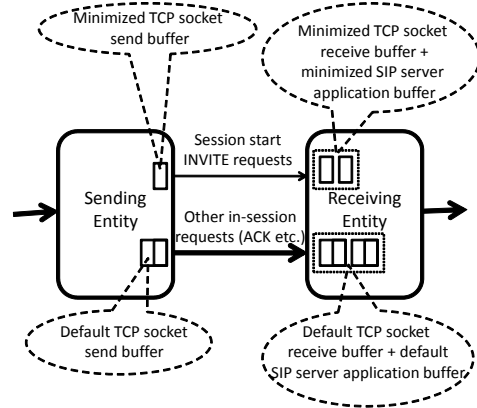 Minimized TCP socket
send buffer
Minimized TCP socket
receive buffer +
minimized SIP server
application buffer
Session start
INVITE requests
Sending
Entity
Receiving
Entity
Other in-session
requests (ACK etc.)
Default TCP socket
send buffer
Default TCP socket
receive buffer + default
SIP server application buffer